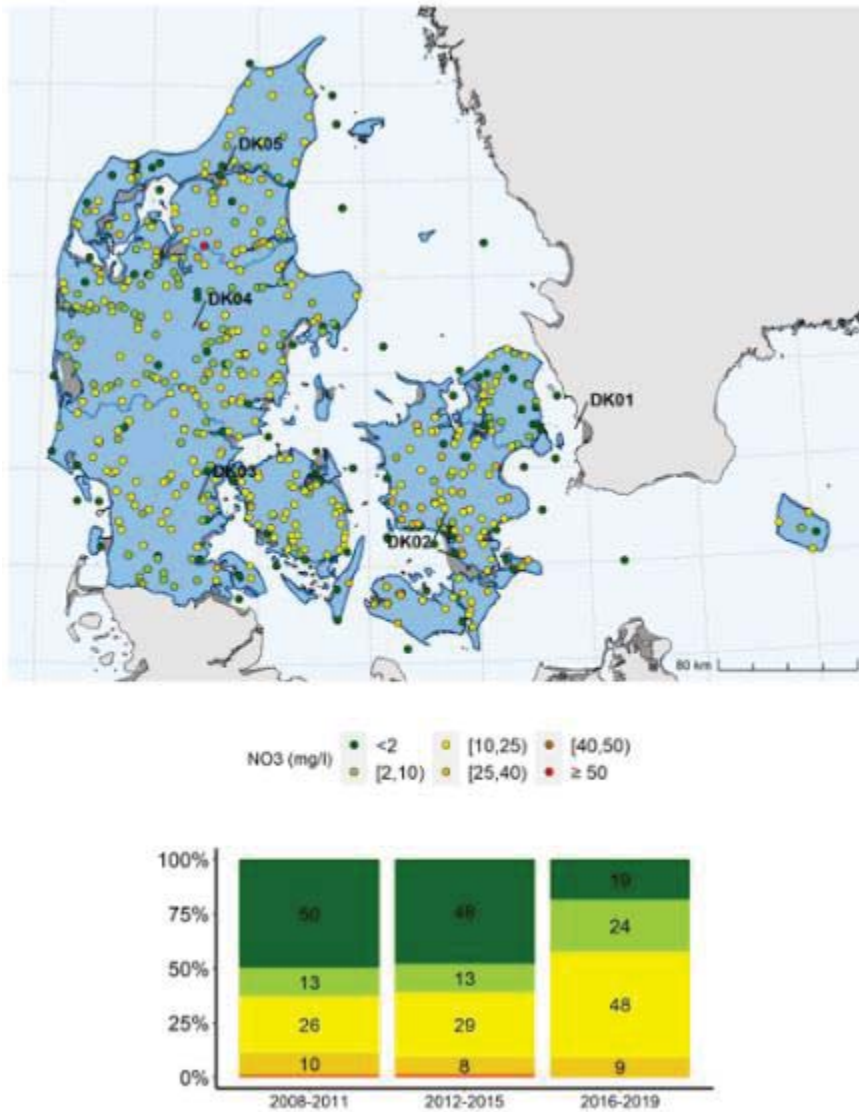 DK05
DK04
DK01
DK03
DK02
80 km
NO3 (mg/l)
<2 [10,25) [40,50)
[2,10) [25,40) ≥ 50
100% 50 48 19
75% 24
50% 13 13 48
25% 26 29
0% 10 8 9
2008-2011 2012-2015 2016-2019